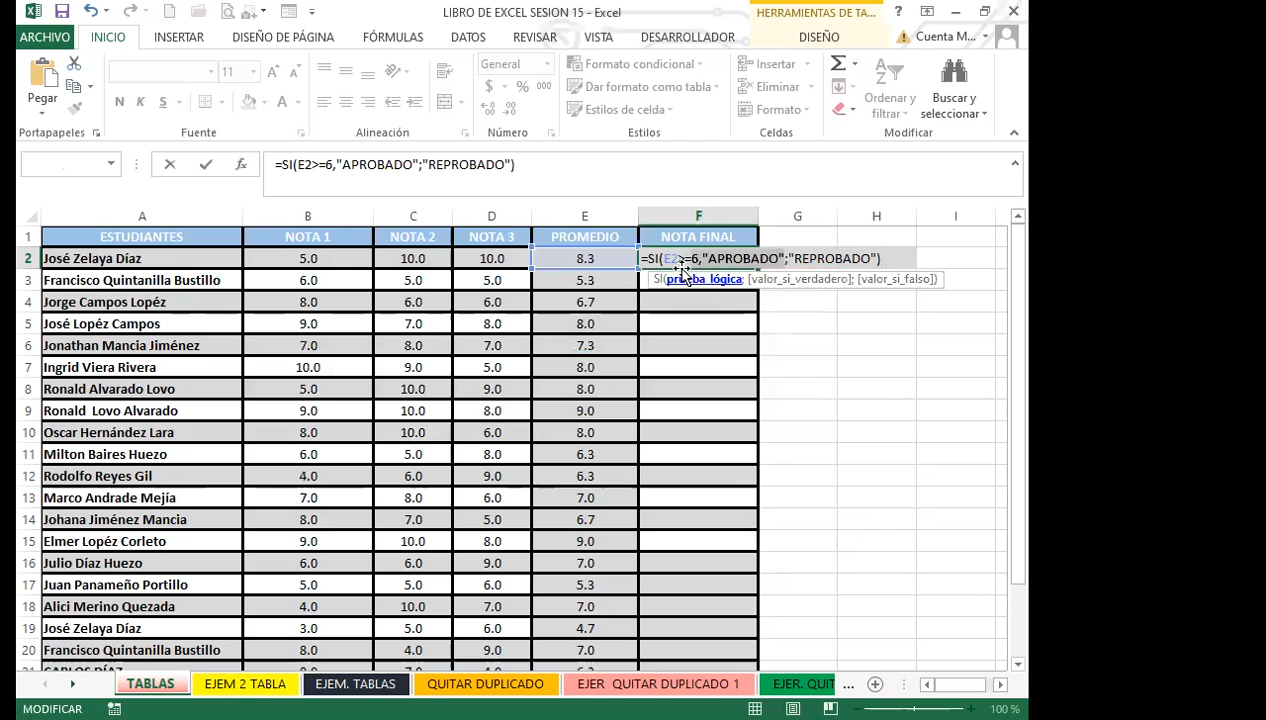 LIBRO DE EXCEL SESION 15 - Excel
HERRAMIENTAS DE TA...
?
ARCHIVO INICIO INSERTAR DISEÑO DE PÁGINA FÓRMULAS DATOS REVISAR VISTA DESARROLLADOR DISEÑO Cuenta M...
Pegar
11
N K S
General
$ % 000
Formato condicional
Dar formato como tabla
Estilos de celda
Insertar
Eliminar
Formato
Ordenar y filtrar
Buscar y seleccionar
Portapapeles Fuente Alineación Número Estilos Celdas Modificar
fx =SI(E2>=6,"APROBADO";"REPROBADO")
A B C D E F G H I
1 ESTUDIANTES NOTA 1 NOTA 2 NOTA 3 PROMEDIO NOTA FINAL
2 José Zelaya Díaz 5.0 10.0 10.0 8.3 =SI(E2>=6,"APROBADO";"REPROBADO")
SI(prueba_lógica; [valor_si_verdadero]; [valor_si_falso])
3 Francisco Quintanilla Bustillo 6.0 5.0 5.0 5.3
4 Jorge Campos Lopéz 8.0 6.0 6.0 6.7
5 José Lopéz Campos 9.0 7.0 8.0 8.0
6 Jonathan Mancia Jiménez 7.0 8.0 7.0 7.3
7 Ingrid Viera Rivera 10.0 9.0 5.0 8.0
8 Ronald Alvarado Lovo 5.0 10.0 9.0 8.0
9 Ronald Lovo Alvarado 9.0 10.0 8.0 9.0
10 Oscar Hernández Lara 8.0 10.0 6.0 8.0
11 Milton Baires Huezo 6.0 5.0 8.0 6.3
12 Rodolfo Reyes Gil 4.0 6.0 9.0 6.3
13 Marco Andrade Mejía 7.0 8.0 6.0 7.0
14 Johana Jiménez Mancia 8.0 7.0 5.0 6.7
15 Elmer Lopéz Corleto 9.0 10.0 8.0 9.0
16 Julio Díaz Huezo 6.0 6.0 9.0 7.0
17 Juan Panameño Portillo 5.0 5.0 6.0 5.3
18 Alici Merino Quezada 4.0 10.0 7.0 7.0
19 José Zelaya Díaz 3.0 5.0 6.0 4.7
20 Francisco Quintanilla Bustillo 8.0 4.0 9.0 7.0
CARLOS DÍAZ
TABLAS EJEM 2 TABLA EJEM. TABLAS QUITAR DUPLICADO EJER QUITAR DUPLICADO 1 EJER. QUIT ...
MODIFICAR 100 %